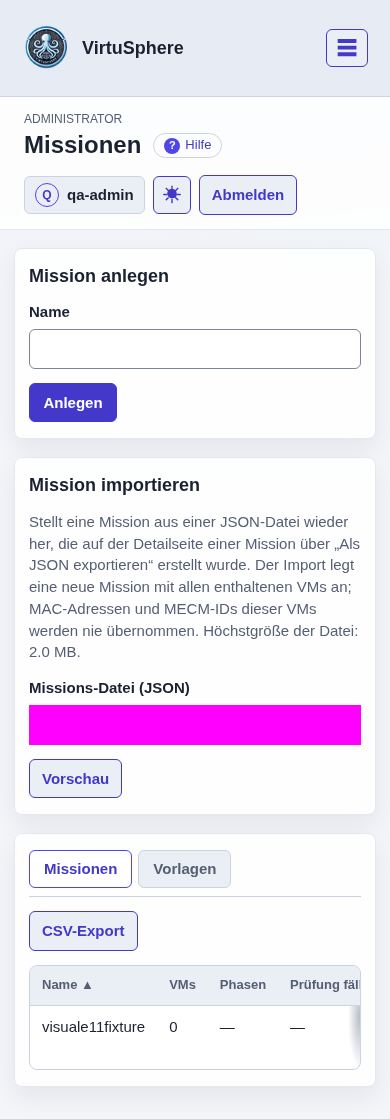 VirtuSphere
ADMINISTRATOR
Missionen
? Hilfe
Q qa-admin
Abmelden
Mission anlegen
Name
Anlegen
Mission importieren
Stellt eine Mission aus einer JSON-Datei wieder
her, die auf der Detailseite einer Mission über „Als
JSON exportieren“ erstellt wurde. Der Import legt
eine neue Mission mit allen enthaltenen VMs an;
MAC-Adressen und MECM-IDs dieser VMs
werden nie übernommen. Höchstgröße der Datei:
2.0 MB.
Missions-Datei (JSON)
Vorschau
Missionen Vorlagen
CSV-Export
Name ▲ VMs Phasen Prüfung fäl
visuale11fixture 0 — —